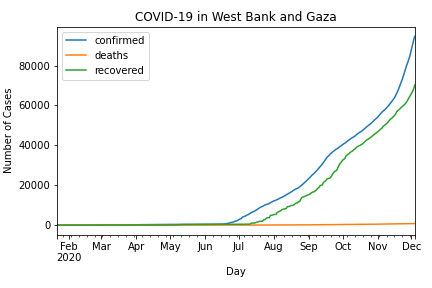 COVID-19 in West Bank and Gaza
confirmed
deaths
recovered
Number of Cases
80000
60000
40000
20000
0
Feb Mar Apr May Jun Jul Aug Sep Oct Nov Dec
2020
Day